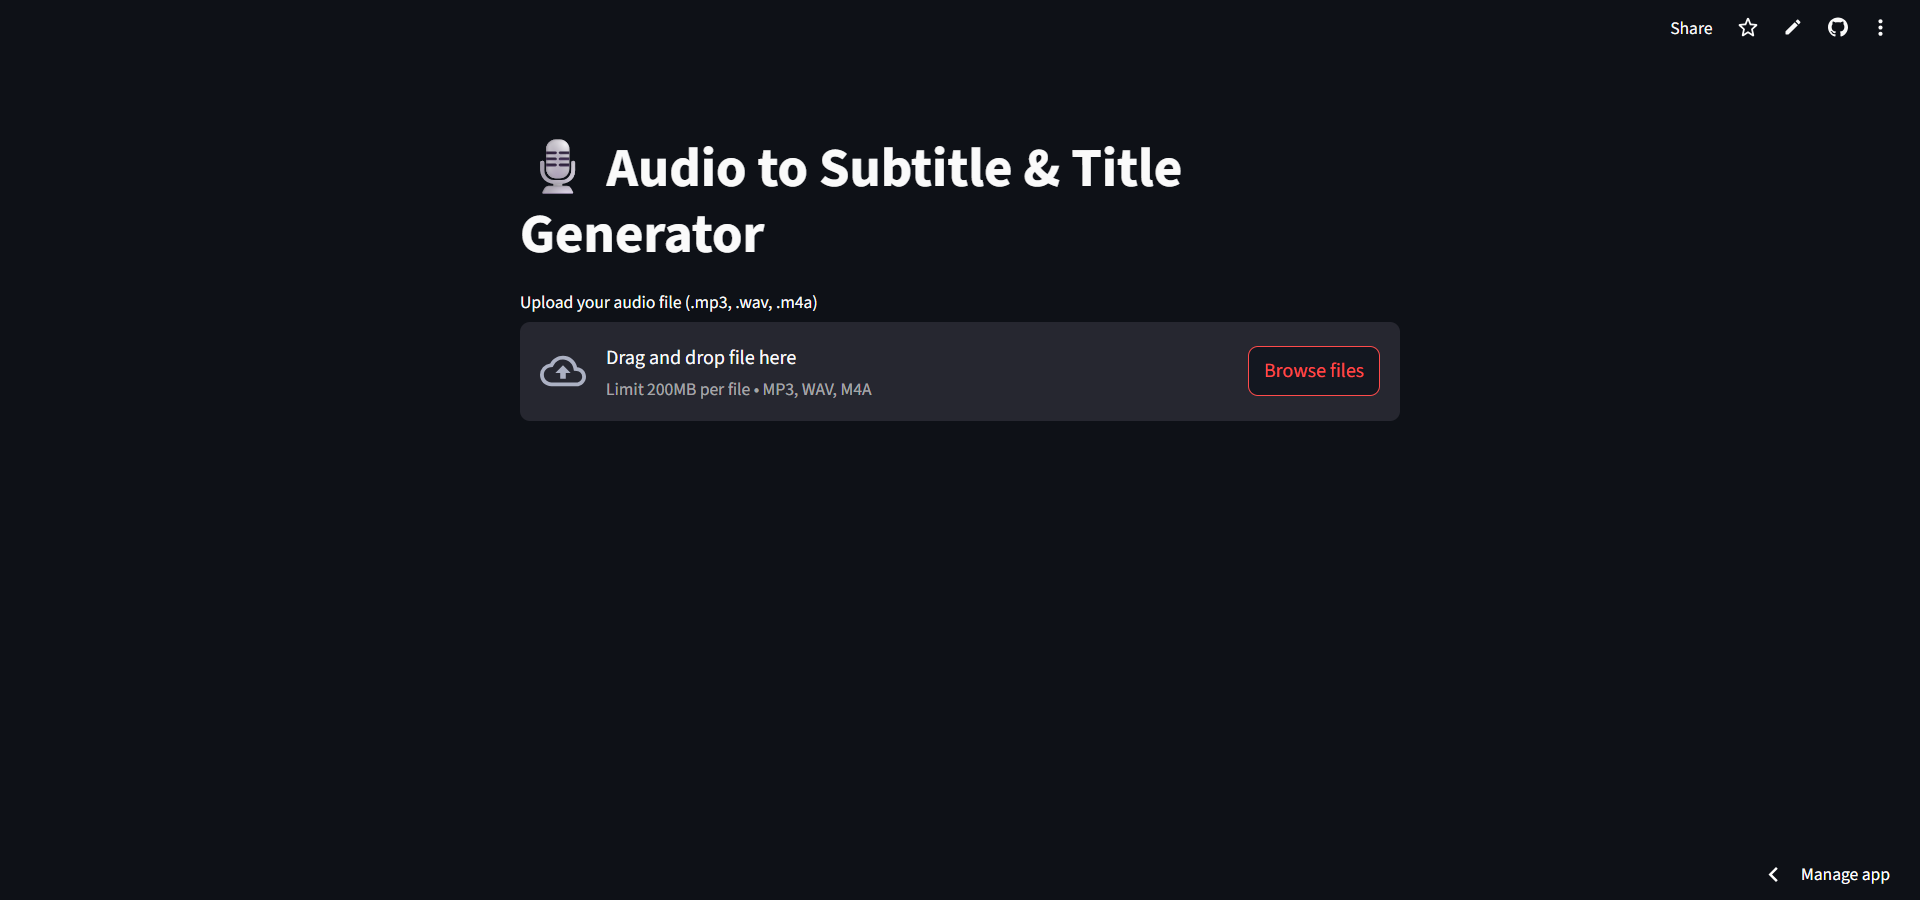 Share
Audio to Subtitle & Title
Generator
Upload your audio file (.mp3, .wav, .m4a)
Drag and drop file here
Limit 200MB per file • MP3, WAV, M4A
Browse files
Manage app